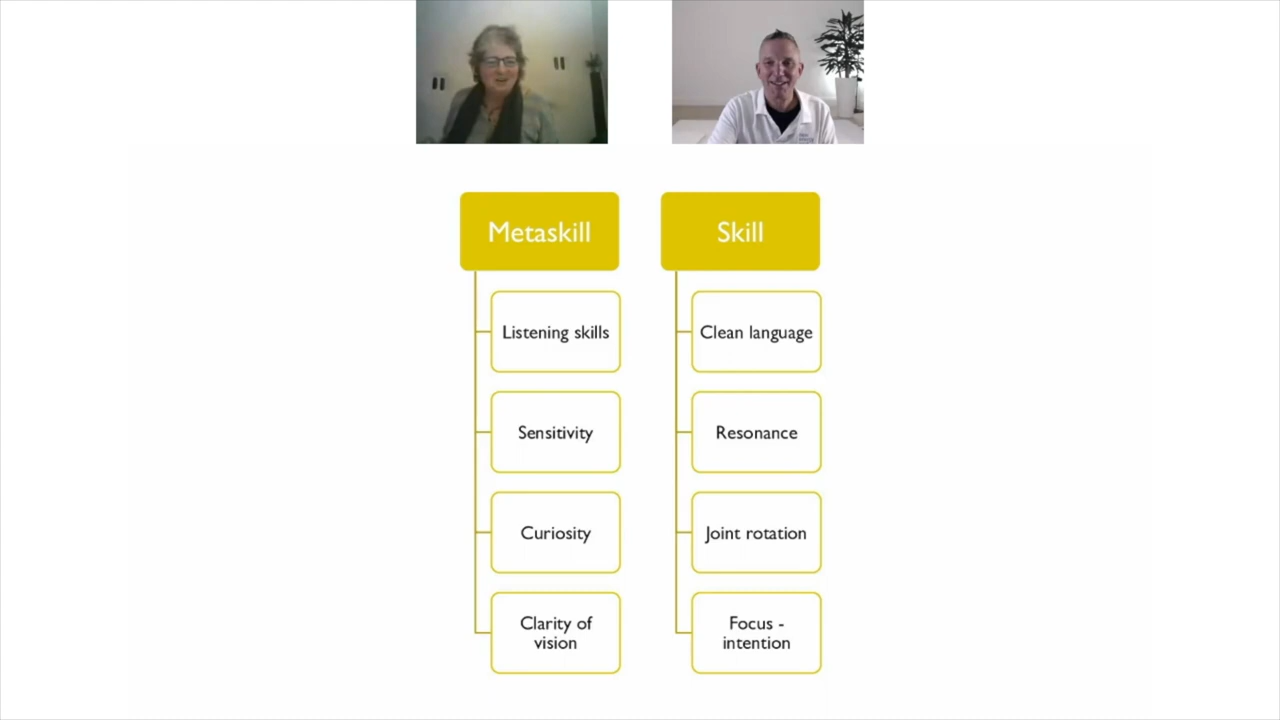 Metaskill
Listening skills
Sensitivity
Curiosity
Clarity of
vision
Skill
Clean language
Resonance
Joint rotation
Focus -
intention